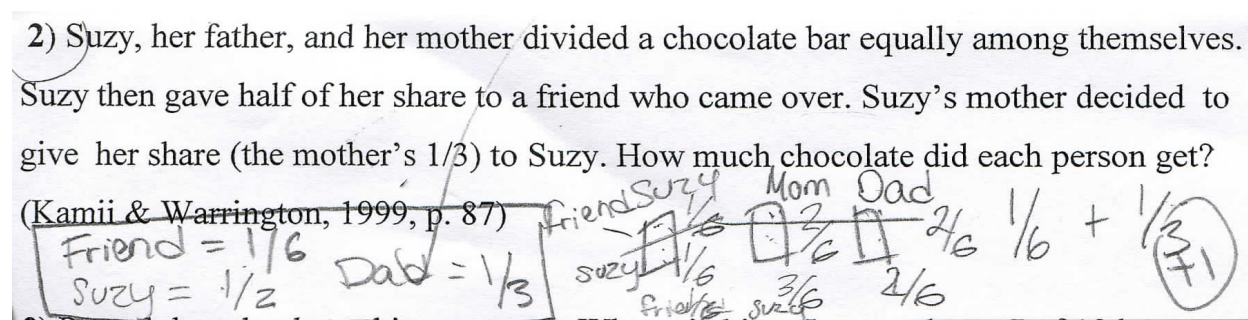 2) Suzy, her father, and her mother divided a chocolate bar equally among themselves.
Suzy then gave half of her share to a friend who came over. Suzy's mother decided to
give her share (the mother's 1/3) to Suzy. How much chocolate did each person get?
(Kamii & Warrington, 1999, p. 87)
Friend Suzy Mom Dad
1/6 2/6 2/6 1/6 + 1/3
Friend = 1/6 Dad = 1/3
Suzy = 1/2
suzy 1/6
3/6 2/6